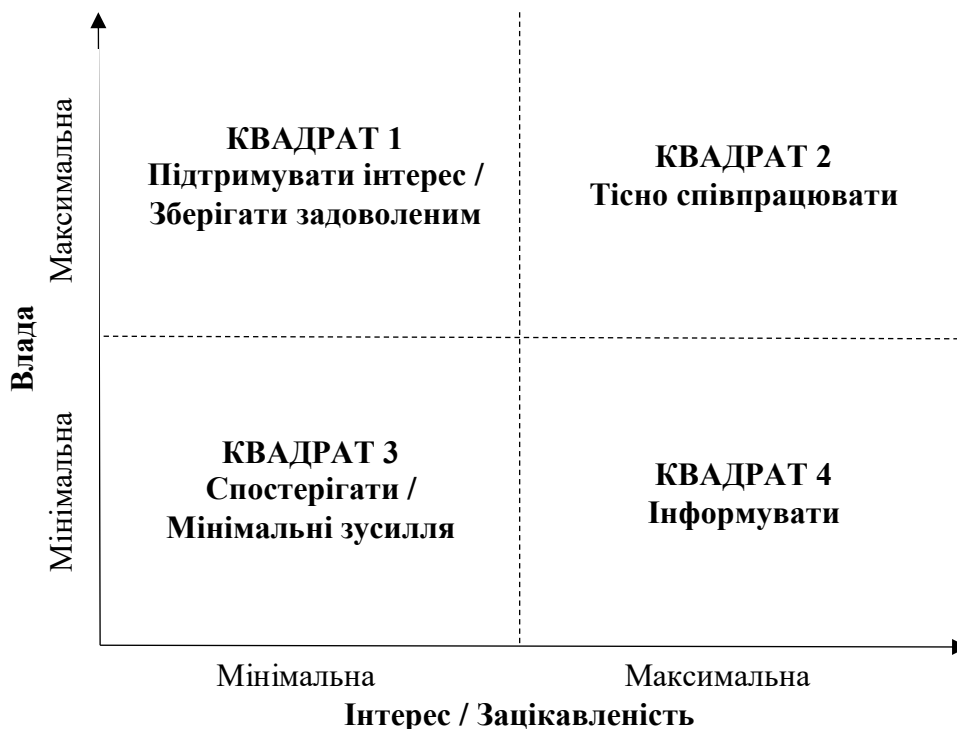 Влада
Максимальна
Мінімальна
КВАДРАТ 1
Підтримувати інтерес /
Зберігати задоволеним
КВАДРАТ 2
Тісно співпрацювати
КВАДРАТ 3
Спостерігати /
Мінімальні зусилля
КВАДРАТ 4
Інформувати
Мінімальна
Максимальна
Інтерес / Зацікавленість